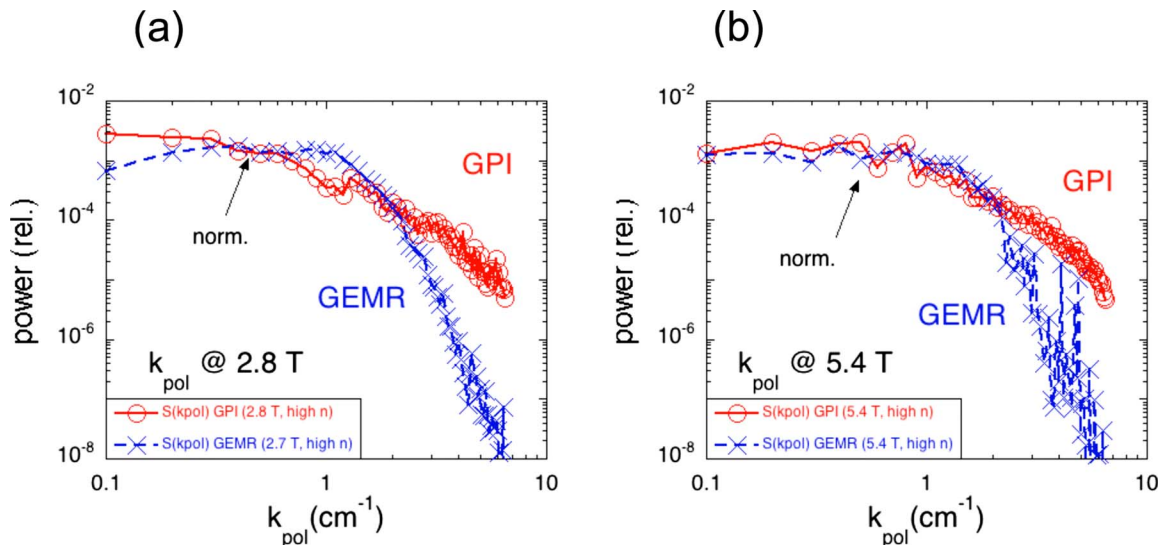 (a)
10^-2
10^-4
10^-6
10^-8
power (rel.)
GPI
norm.
GEMR
k_pol @ 2.8 T
S(kpol) GPI (2.8 T, high n)
S(kpol) GEMR (2.7 T, high n)
0.1 1 10
k_pol(cm^-1)
(b)
10^-2
10^-4
10^-6
10^-8
power (rel.)
GPI
norm.
GEMR
k_pol @ 5.4 T
S(kpol) GPI (5.4 T, high n)
S(kpol) GEMR (5.4 T, high n)
0.1 1 10
k_pol(cm^-1)